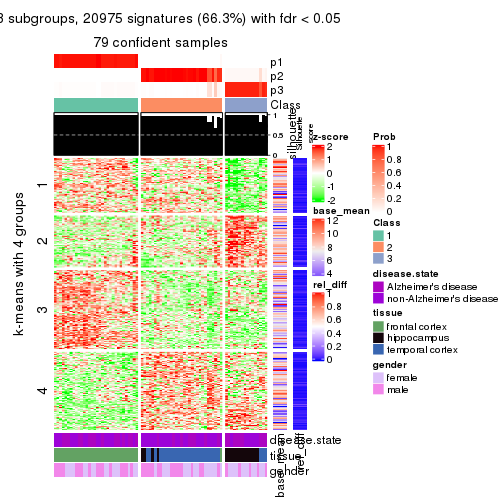 3 subgroups, 20975 signatures (66.3%) with fdr < 0.05
79 confident samples
p1
p2
p3
Class
1
0.5
0
silhouette
silhouette
score
k-means with 4 groups
1
2
3
4
disease.state
tissue
gender
base_mean
rel_diff
z-score
2
1
0
-1
-2
base_mean
12
10
8
6
4
rel_diff
1
0.8
0.6
0.4
0.2
0
Prob
1
0.8
0.6
0.4
0.2
0
Class
1
2
3
disease.state
Alzheimer's disease
non-Alzheimer's disease
tissue
frontal cortex
hippocampus
temporal cortex
gender
female
male